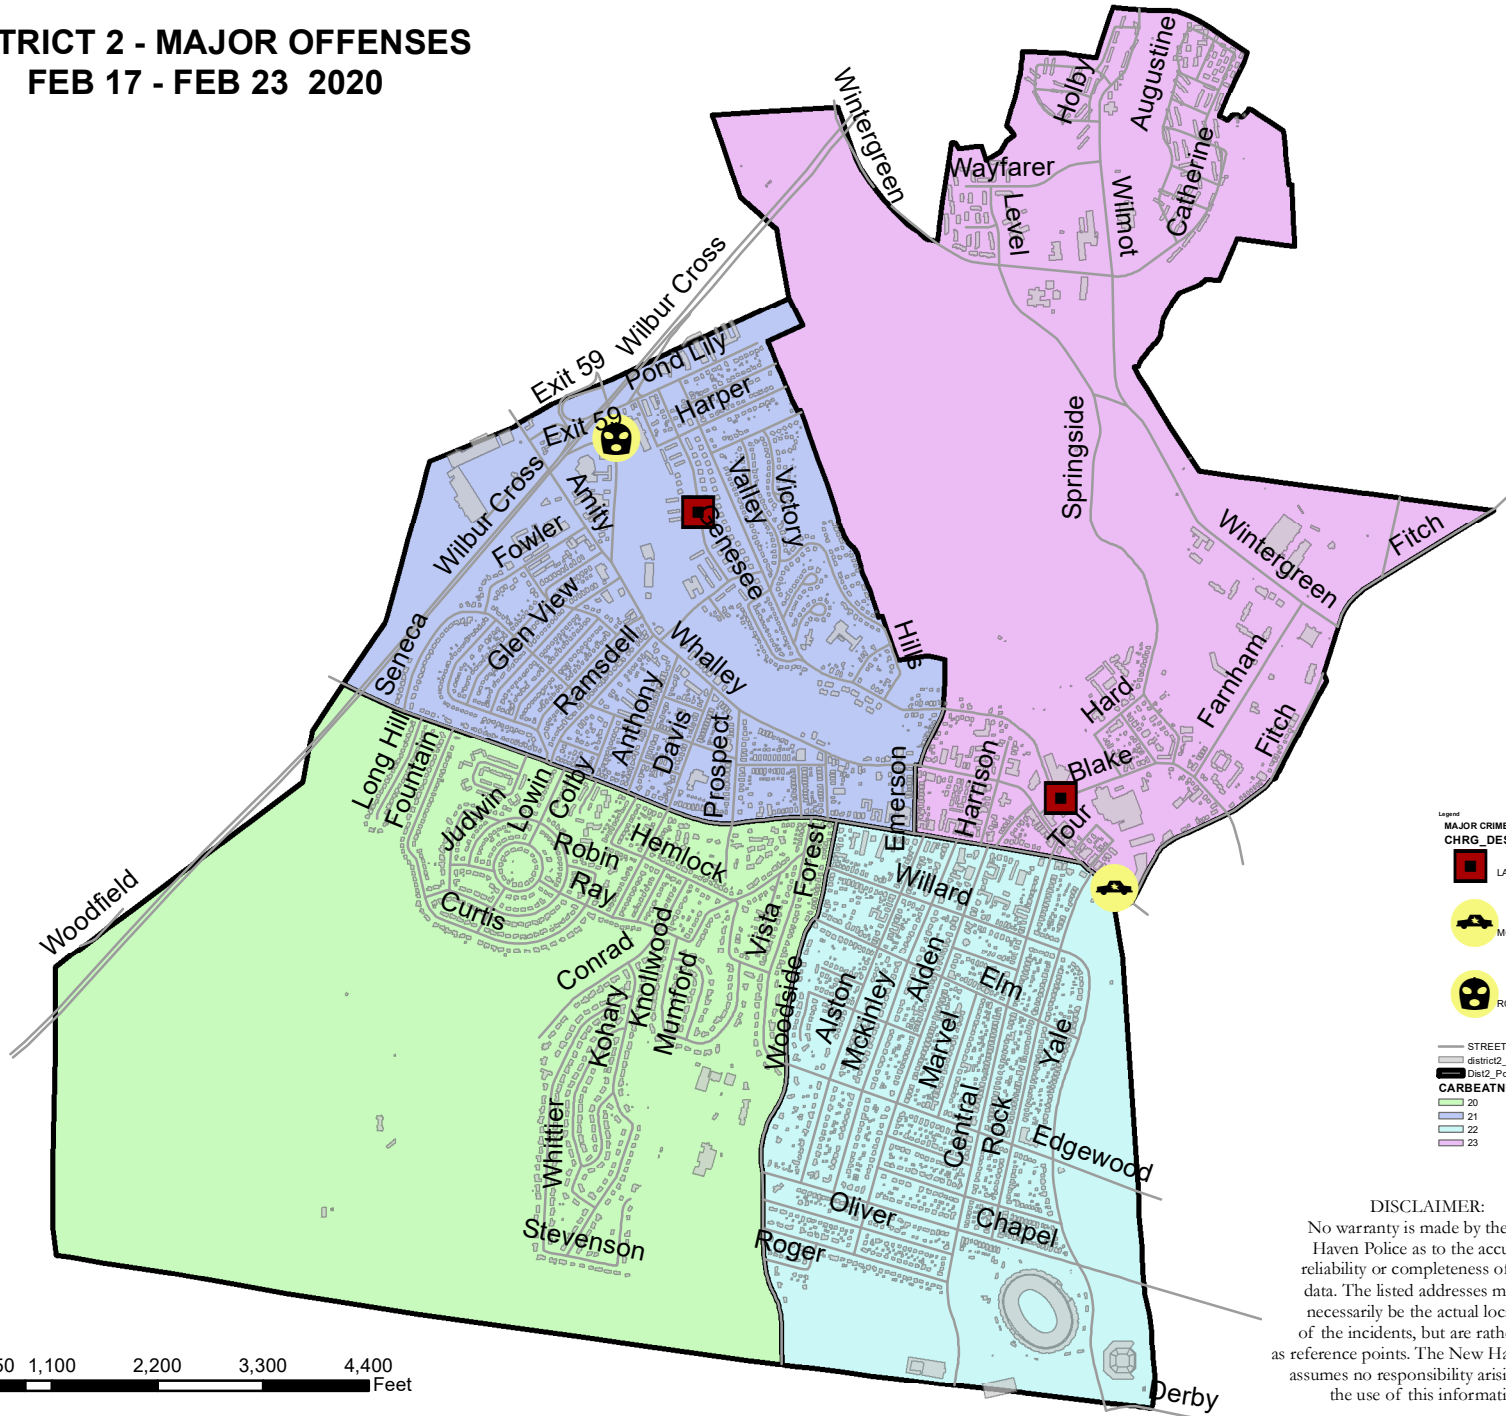 TRICT 2 - MAJOR OFFENSES
FEB 17 - FEB 23 2020
Wintergreen
Holby
Augustine
Wayfarer
Level
Wilmot
Catherine
Wilbur Cross
Exit 59
Pond Lily
Harper
Exit 59
Wilbur Cross
Amity
Fowler
Valley
Victory
Genesee
Springside
Wintergreen
Fitch
Glen View
Seneca
Ramsdell
Whalley
Hills
Anthony
Davis
Prospect
Emerson
Hard
Farnham
Fitch
Blake
Harrison
Tour
Long Hill
Fountain
Judwin
Lowin
Colby
Robin
Hemlock
Ray
Forest
Curtis
Willard
Woodfield
Conrad
Knollwood
Vista
Mumford
Kohary
Woodside
Alston
Mckinley
Alden
Elm
Marvel
Yale
Central
Rock
Edgewood
Whittier
Stevenson
Oliver
Chapel
Roger
Derby
50 1,100 2,200 3,300 4,400
Feet
Legend
MAJOR CRIME
CHRG_DES
LA
M
RO
STREET
district2_
Dist2_Po
CARBEATN
20
21
22
23
DISCLAIMER:
No warranty is made by the
Haven Police as to the accu
reliability or completeness of
data. The listed addresses m
necessarily be the actual loc
of the incidents, but are rath
as reference points. The New Ha
assumes no responsibility arisi
the use of this informati